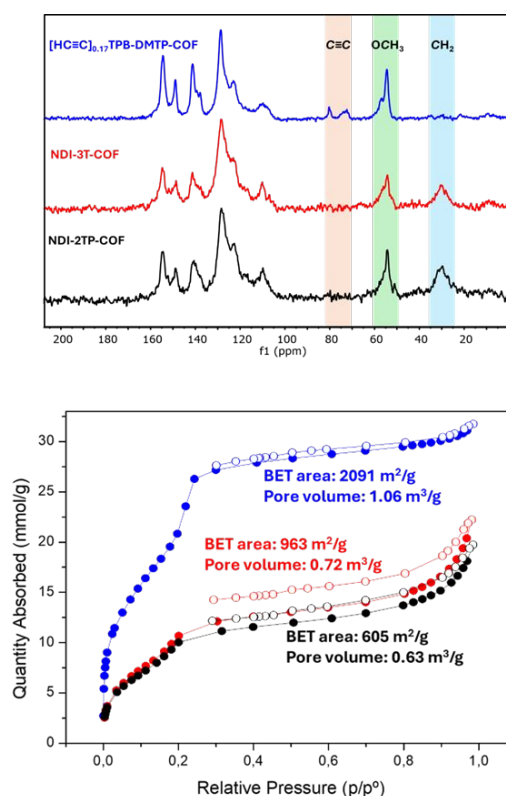 [HC≡C]0.17TPB-DMTP-COF
C≡C
OCH3
CH2
NDI-3T-COF
NDI-2TP-COF
200
180
160
140
120
100
80
60
40
20
0
f1 (ppm)
30
25
20
15
10
5
0
Quantity Absorbed (mmol/g)
BET area: 2091 m²/g
Pore volume: 1.06 m³/g
BET area: 963 m²/g
Pore volume: 0.72 m³/g
BET area: 605 m²/g
Pore volume: 0.63 m³/g
0,0
0,2
0,4
0,6
0,8
1,0
Relative Pressure (p/pº)